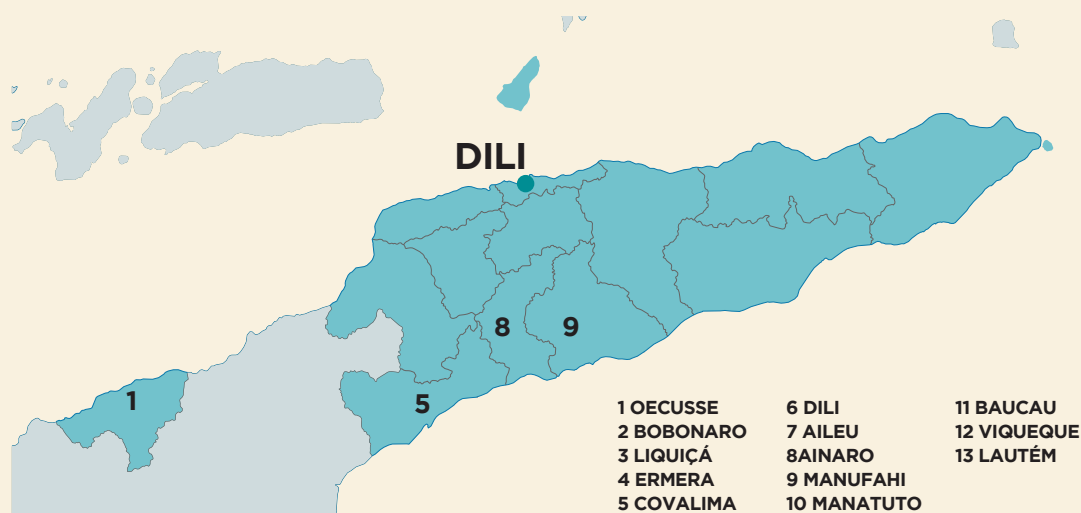 DILI
8
9
1
5
1 OECUSSE
2 BOBONARO
3 LIQUIÇÁ
4 ERMERA
5 COVALIMA
6 DILI
7 AILEU
8AINARO
9 MANUFAHI
10 MANATUTO
11 BAUCAU
12 VIQUEQUE
13 LAUTÉM